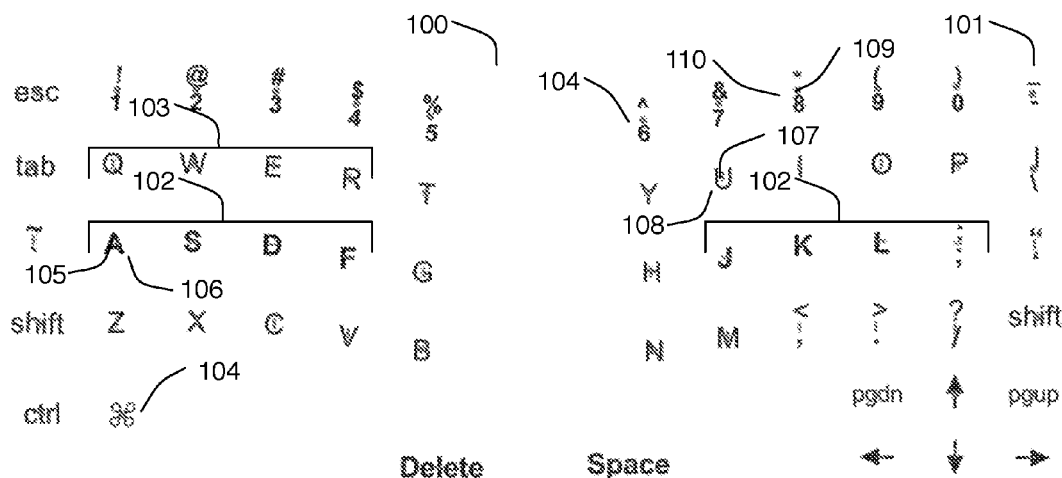 100 101
110 109
esc ! @ # $ % 104 ^ & * ( ) -
1 2 3 4 5 6 7 8 9 0
103
tab Q W E R T Y U I O P }
{
107
102 108 102
~ A S D F G H J K L : "
;
105 106
shift Z X C V B N M < > ? shift
, . /
104
ctrl ⌘ pgdn ↑ pgup
Delete Space ← ↓ →